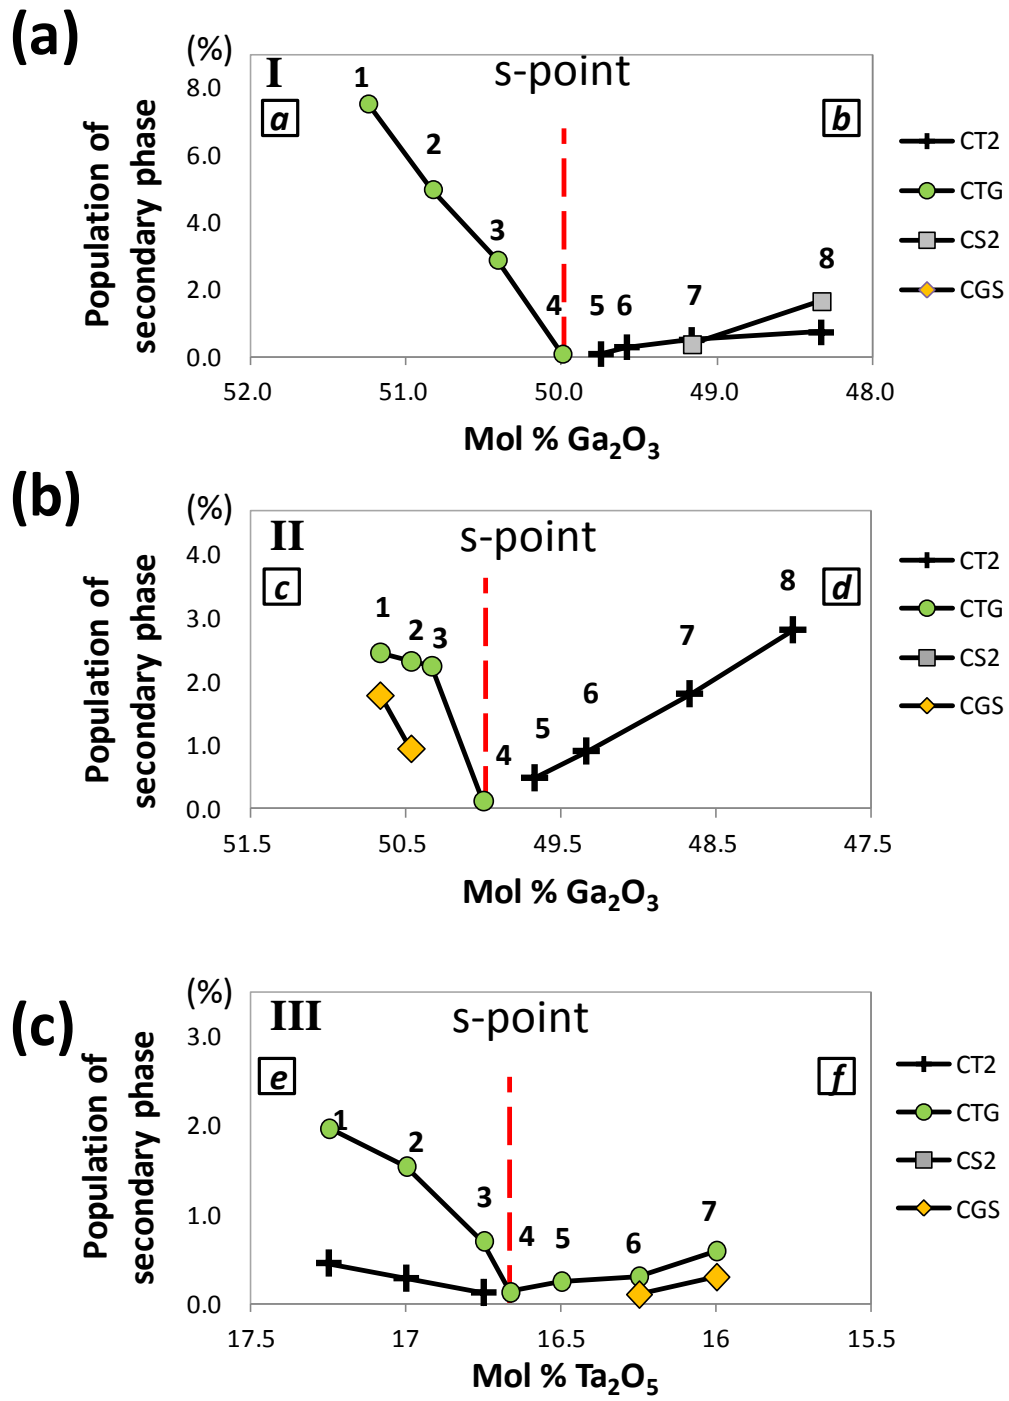 (a)
(%)
I
s-point
a
b
1
2
3
4
5
6
7
8
Population of
secondary phase
8.0
6.0
4.0
2.0
0.0
52.0
51.0
50.0
49.0
48.0
Mol % Ga₂O₃
CT2
CTG
CS2
CGS
(b)
(%)
II
s-point
c
d
1
2
3
4
5
6
7
8
Population of
secondary phase
4.0
3.0
2.0
1.0
0.0
51.5
50.5
49.5
48.5
47.5
Mol % Ga₂O₃
CT2
CTG
CS2
CGS
(c)
(%)
III
s-point
e
f
1
2
3
4
5
6
7
Population of
secondary phase
3.0
2.0
1.0
0.0
17.5
17
16.5
16
15.5
Mol % Ta₂O₅
CT2
CTG
CS2
CGS